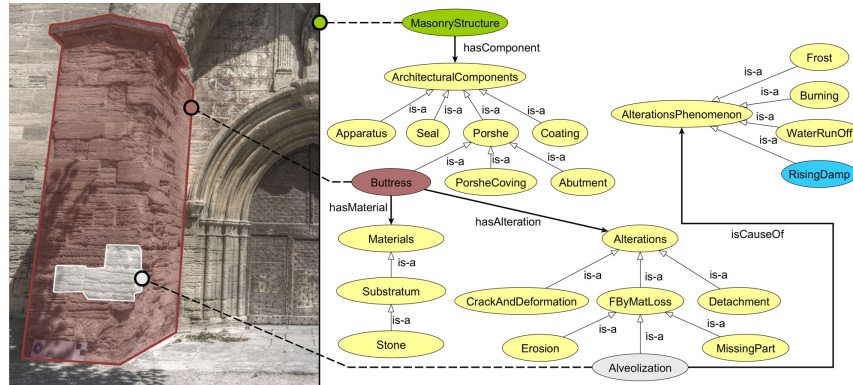 MasonryStructure
hasComponent
ArchitecturalComponents
is-a
is-a
is-a
is-a
Apparatus
Seal
Porshe
Coating
is-a
is-a
is-a
Buttress
PorsheCoving
Abutment
hasMaterial
hasAlteration
Materials
is-a
Substratum
is-a
Stone
Alterations
is-a
is-a
is-a
CrackAndDeformation
FByMatLoss
Detachment
is-a
is-a
is-a
Erosion
MissingPart
Alveolization
isCauseOf
AlterationsPhenomenon
is-a
is-a
is-a
is-a
Frost
Burning
WaterRunOff
RisingDamp